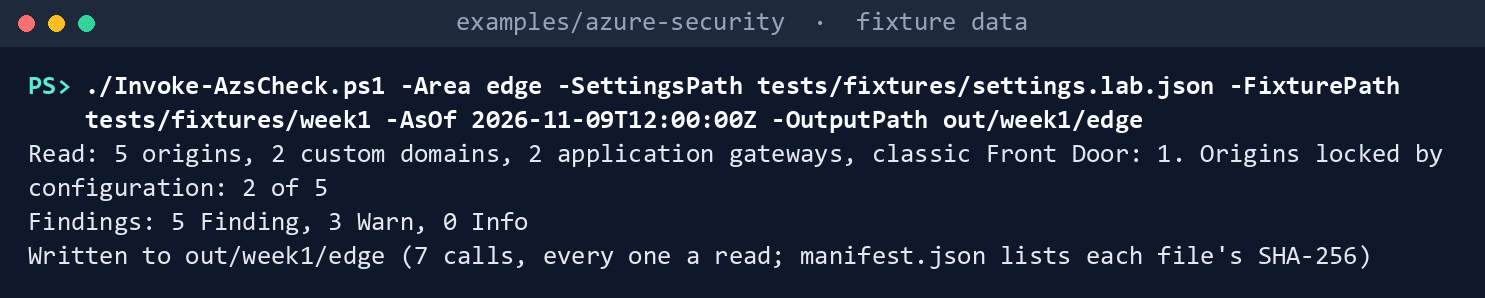 examples/azure-security · fixture data
PS> ./Invoke-AzsCheck.ps1 -Area edge -SettingsPath tests/fixtures/settings.lab.json -FixturePath
tests/fixtures/week1 -AsOf 2026-11-09T12:00:00Z -OutputPath out/week1/edge
Read: 5 origins, 2 custom domains, 2 application gateways, classic Front Door: 1. Origins locked by
configuration: 2 of 5
Findings: 5 Finding, 3 Warn, 0 Info
Written to out/week1/edge (7 calls, every one a read; manifest.json lists each file's SHA-256)